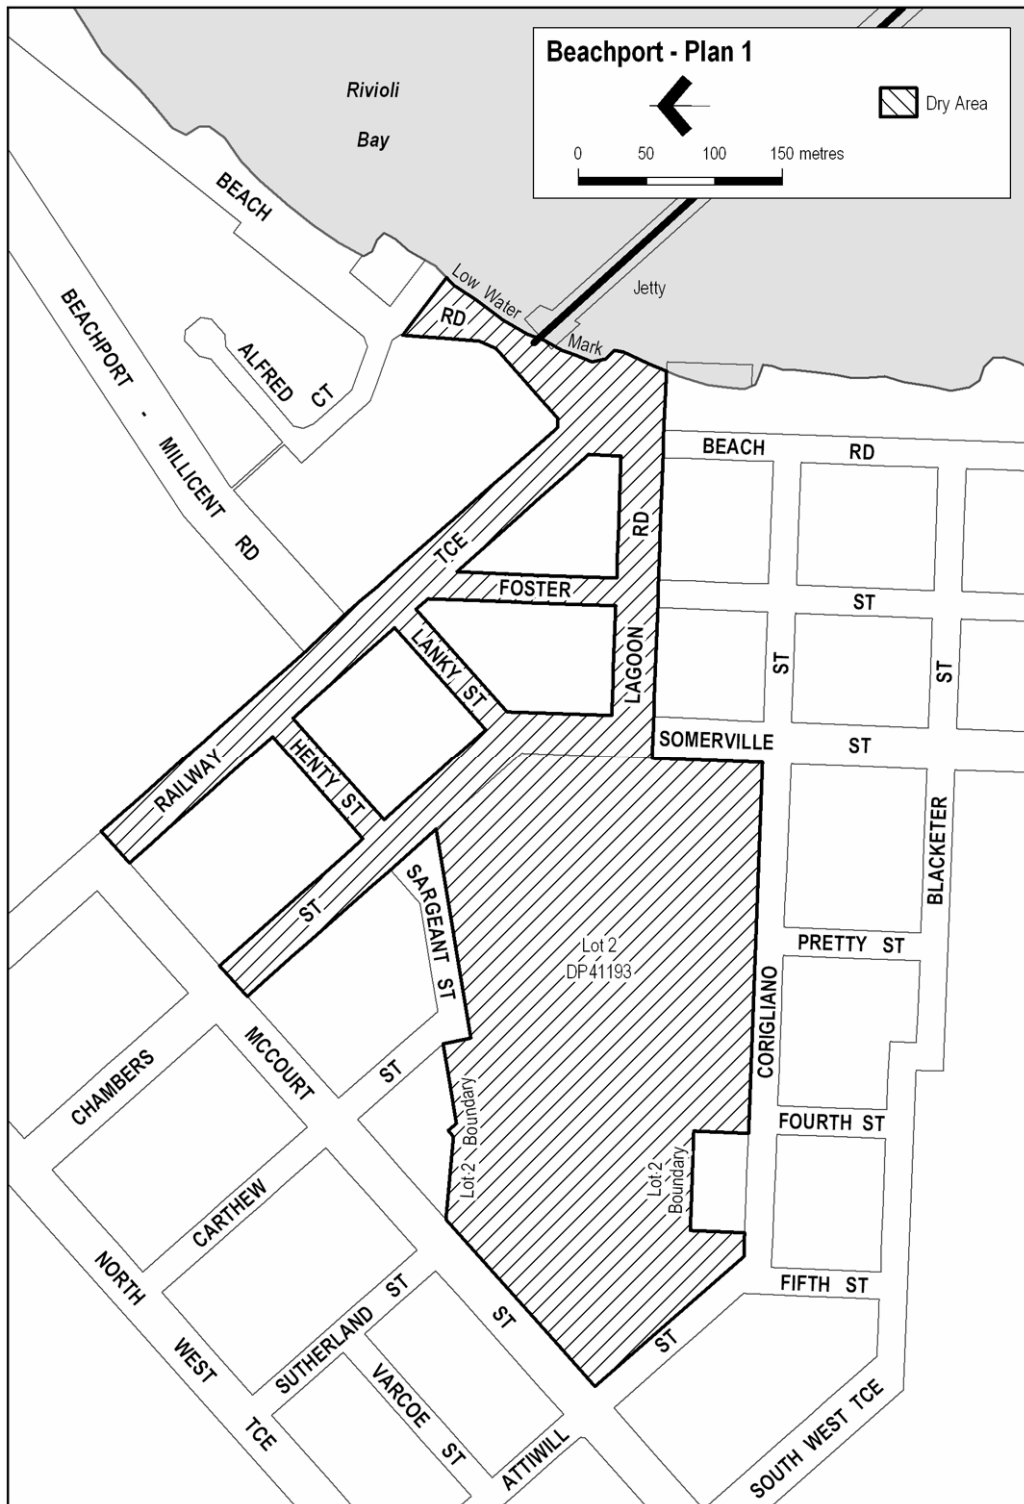 Beachport - Plan 1
Dry Area
0 50 100 150 metres
Rivioli
Bay
BEACH
RD
Low Water
Mark
Jetty
BEACHPORT - MILLICENT RD
ALFRED CT
BEACH RD
TCE
RD
FOSTER
ST
LANKY ST
LAGOON
ST
ST
SOMERVILLE ST
RAILWAY
HENTY ST
BLACKETER
SARGEANT ST
ST
Lot 2
DP41193
PRETTY ST
CORIGLIANO
MCCOURT
ST
CHAMBERS
Lot 2
Boundary
FOURTH ST
Lot 2
Boundary
CARTHEW
NORTH WEST TCE
SUTHERLAND ST
ST
FIFTH ST
ST
VARCOE ST
ATTIWILL
SOUTH WEST TCE